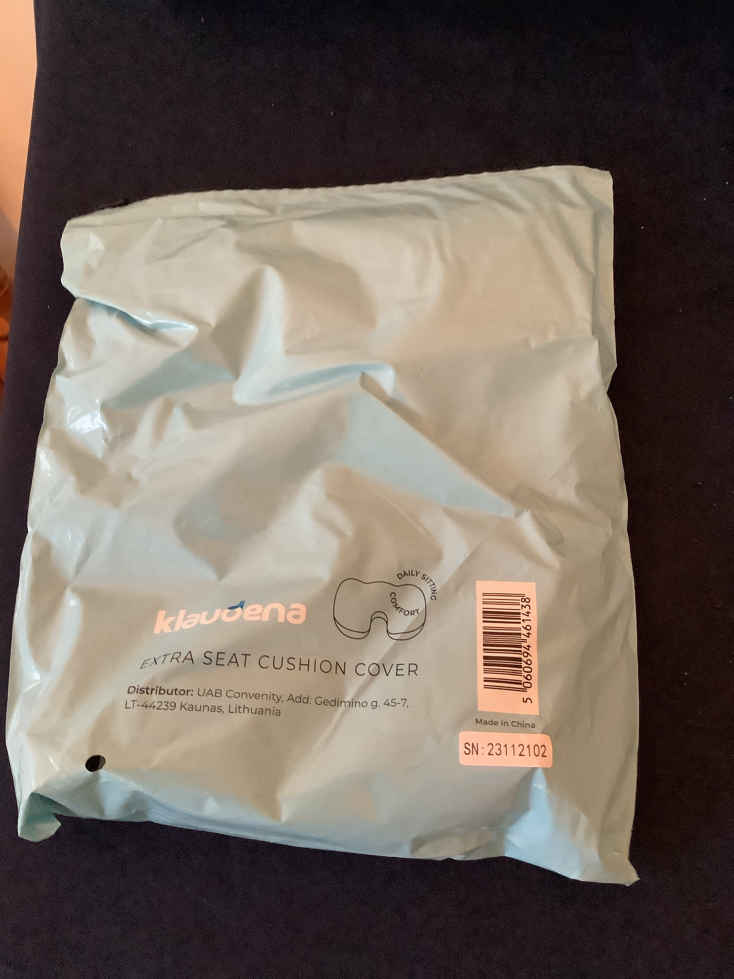 klaudena
DAILY SITTING
COMFORT
EXTRA SEAT CUSHION COVER
Distributor: UAB Convenity, Add: Gedimino g. 45-7,
LT-44239 Kaunas, Lithuania
5 060694 461438
Made in China
SN:23112102